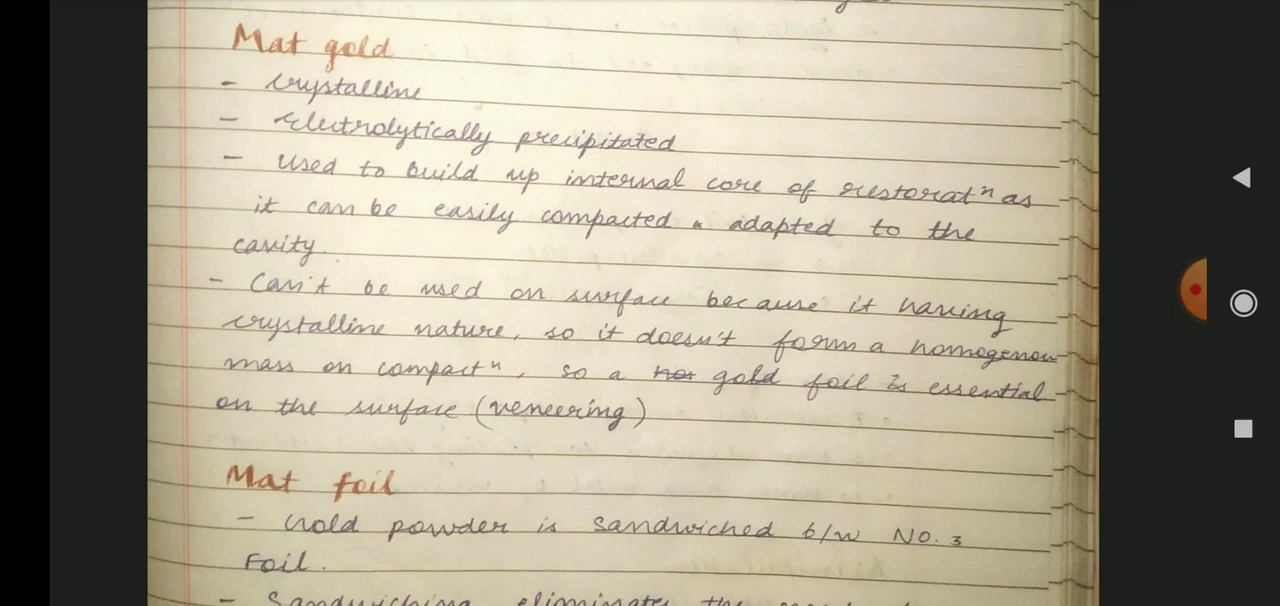 Mat gold
- crystalline
- Electrolytically precipitated
- Used to build up internal core of restoratⁿ as
it can be easily compacted & adapted to the
cavity.
- Can't be used on surface because it having
crystalline nature, so it doesn't form a homogenous
mass on compactⁿ, so a gold foil is essential
on the surface (veneering)
Mat foil
- Gold powder is sandwiched b/w NO. 3
Foil.
- Sandwiching eliminates the